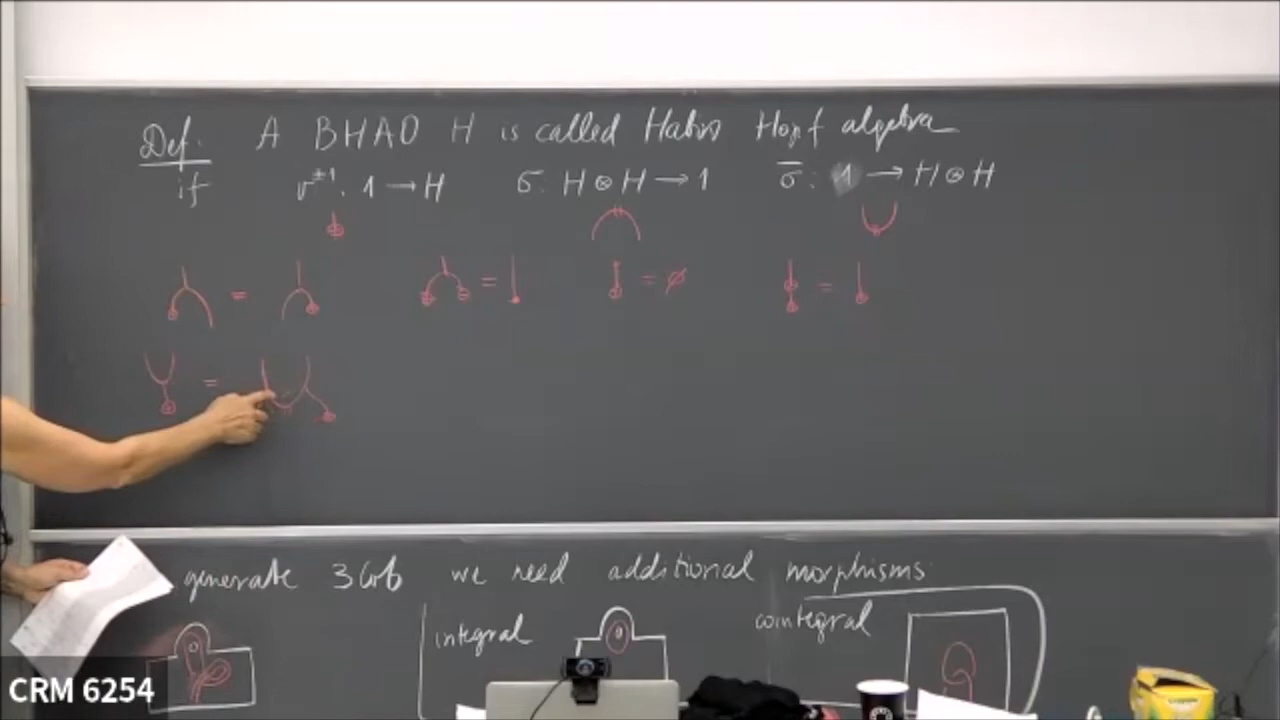 Def. A BHAO H is called Habiro Hopf algebra
if v±1 : 1 → H σ : H ⊗ H → 1 σ̄ : 1 → H ⊗ H
= = = ∅ =
=
generate 3Cob we need additional morphisms
integral cointegral
CRM 6254